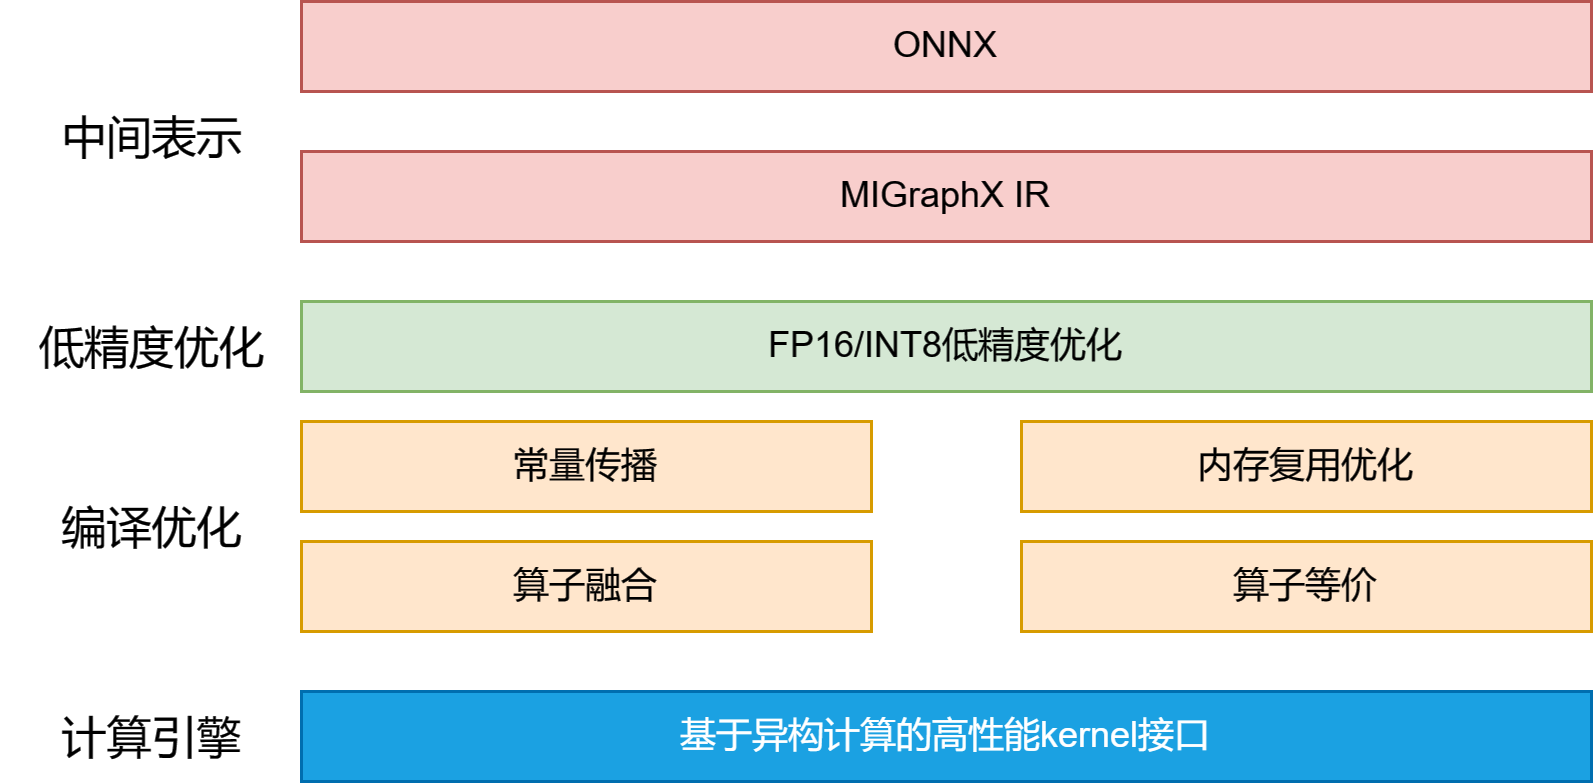 ONNX
中间表示
MIGraphX IR
低精度优化
FP16/INT8低精度优化
编译优化
常量传播
内存复用优化
算子融合
算子等价
计算引擎
基于异构计算的高性能kernel接口